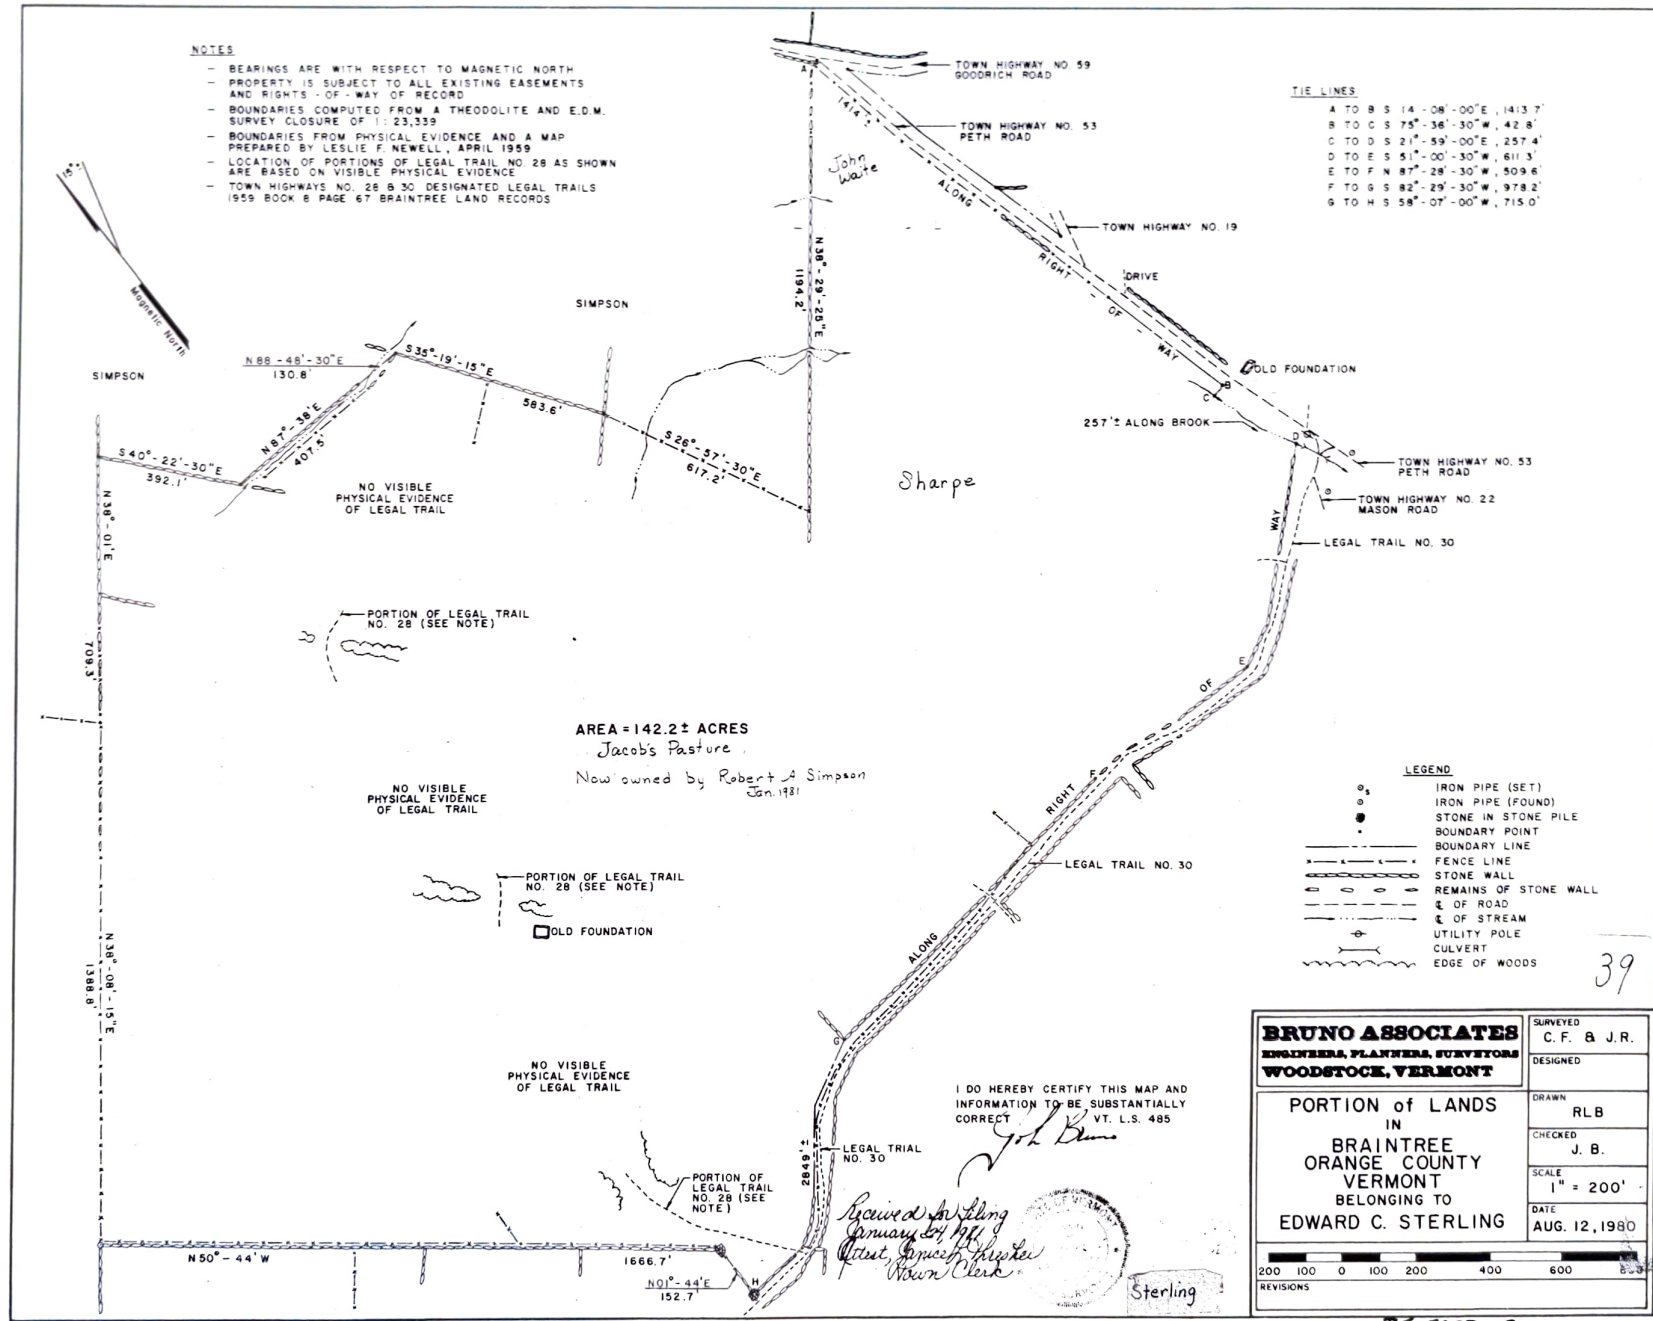 NOTES
- BEARINGS ARE WITH RESPECT TO MAGNETIC NORTH
- PROPERTY IS SUBJECT TO ALL EXISTING EASEMENTS
AND RIGHTS - OF - WAY OF RECORD
- BOUNDARIES COMPUTED FROM A THEODOLITE AND E.D.M.
SURVEY CLOSURE OF 1 : 23,339
- BOUNDARIES FROM PHYSICAL EVIDENCE AND A MAP
PREPARED BY LESLIE F. NEWELL, APRIL 1959
- LOCATION OF PORTIONS OF LEGAL TRAIL NO. 28 AS SHOWN
ARE BASED ON VISIBLE PHYSICAL EVIDENCE
- TOWN HIGHWAYS NO. 28 & 30 DESIGNATED LEGAL TRAILS
1959 BOOK 8 PAGE 67 BRAINTREE LAND RECORDS
15°±
Magnetic North
A
TOWN HIGHWAY NO. 59
GOODRICH ROAD
1414'±
TOWN HIGHWAY NO. 53
PETH ROAD
John
Waite
ALONG
RIGHT
OF
WAY
TOWN HIGHWAY NO. 19
DRIVE
OLD FOUNDATION
B
C
257'± ALONG BROOK
D
TOWN HIGHWAY NO. 53
PETH ROAD
TOWN HIGHWAY NO. 22
MASON ROAD
LEGAL TRAIL NO. 30
TIE LINES
A TO B S 14 - 08' - 00" E , 1413.7'
B TO C S 75° - 36' - 30" W , 42.8'
C TO D S 21° - 59' - 00" E , 257.4'
D TO E S 51° - 00' - 30" W , 611.3'
E TO F N 87° - 28' - 30" W , 509.6'
F TO G S 82° - 29' - 30" W , 978.2'
G TO H S 58° - 07' - 00" W , 715.0'
N 38° - 29' - 25" E
1194.2'
SIMPSON
SIMPSON
N 88 - 48' - 30" E
130.8'
S 35° - 19' - 15" E
583.6'
N 87° - 38' E
407.5'
S 40° - 22' - 30" E
392.1'
S 26° - 57' - 30" E
617.2'
NO VISIBLE
PHYSICAL EVIDENCE
OF LEGAL TRAIL
Sharpe
N 38° - 01' E
709.3'
PORTION OF LEGAL TRAIL
NO. 28 (SEE NOTE)
WAY
E
OF
F
RIGHT
AREA = 142.2± ACRES
Jacob's Pasture
Now owned by Robert A Simpson
Jan. 1981
NO VISIBLE
PHYSICAL EVIDENCE
OF LEGAL TRAIL
LEGAL TRAIL NO. 30
PORTION OF LEGAL TRAIL
NO. 28 (SEE NOTE)
OLD FOUNDATION
ALONG
N 38° - 08' - 15" E
1388.8'
G
NO VISIBLE
PHYSICAL EVIDENCE
OF LEGAL TRAIL
LEGAL TRIAL
NO. 30
2849'±
PORTION OF
LEGAL TRAIL
NO. 28 (SEE
NOTE)
N 50° - 44' W
1666.7'
N01° - 44' E
152.7'
H
LEGEND
S
IRON PIPE (SET)
IRON PIPE (FOUND)
STONE IN STONE PILE
BOUNDARY POINT
BOUNDARY LINE
FENCE LINE
STONE WALL
REMAINS OF STONE WALL
℄ OF ROAD
℄ OF STREAM
UTILITY POLE
CULVERT
EDGE OF WOODS
39
I DO HEREBY CERTIFY THIS MAP AND
INFORMATION TO BE SUBSTANTIALLY
CORRECT VT. L.S. 485
Received for Filing
January 24, 1981
Attest, Janice Thresher
Town Clerk
OF VERMONT
Sterling
BRUNO ASSOCIATES
ENGINEERS, PLANNERS, SURVEYORS
WOODSTOCK, VERMONT
PORTION of LANDS
IN
BRAINTREE
ORANGE COUNTY
VERMONT
BELONGING TO
EDWARD C. STERLING
SURVEYED
C.F. & J.R.
DESIGNED
DRAWN
RLB
CHECKED
J. B.
SCALE
1" = 200'
DATE
AUG. 12, 1980
200 100 0 100 200 400 600 800
REVISIONS